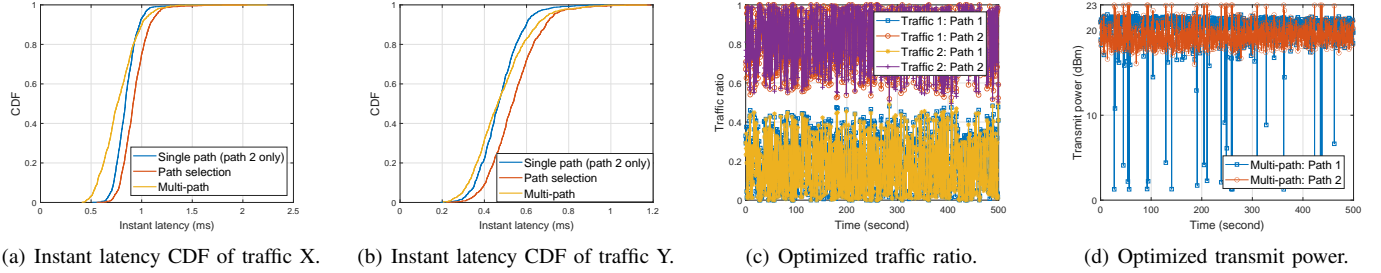 1
0.8
0.6
0.4
0.2
0
CDF
0 0.5 1 1.5 2 2.5
Instant latency (ms)
Single path (path 2 only)
Path selection
Multi-path
(a) Instant latency CDF of traffic X.
1
0.8
0.6
0.4
0.2
0
CDF
0 0.2 0.4 0.6 0.8 1 1.2
Instant latency (ms)
Single path (path 2 only)
Path selection
Multi-path
(b) Instant latency CDF of traffic Y.
1
0.8
0.6
0.4
0.2
0
Traffic ratio
0 100 200 300 400 500
Time (second)
Traffic 1: Path 1
Traffic 1: Path 2
Traffic 2: Path 1
Traffic 2: Path 2
(c) Optimized traffic ratio.
23
20
10
0
Transmit power (dBm)
0 100 200 300 400 500
Time (second)
Multi-path: Path 1
Multi-path: Path 2
(d) Optimized transmit power.